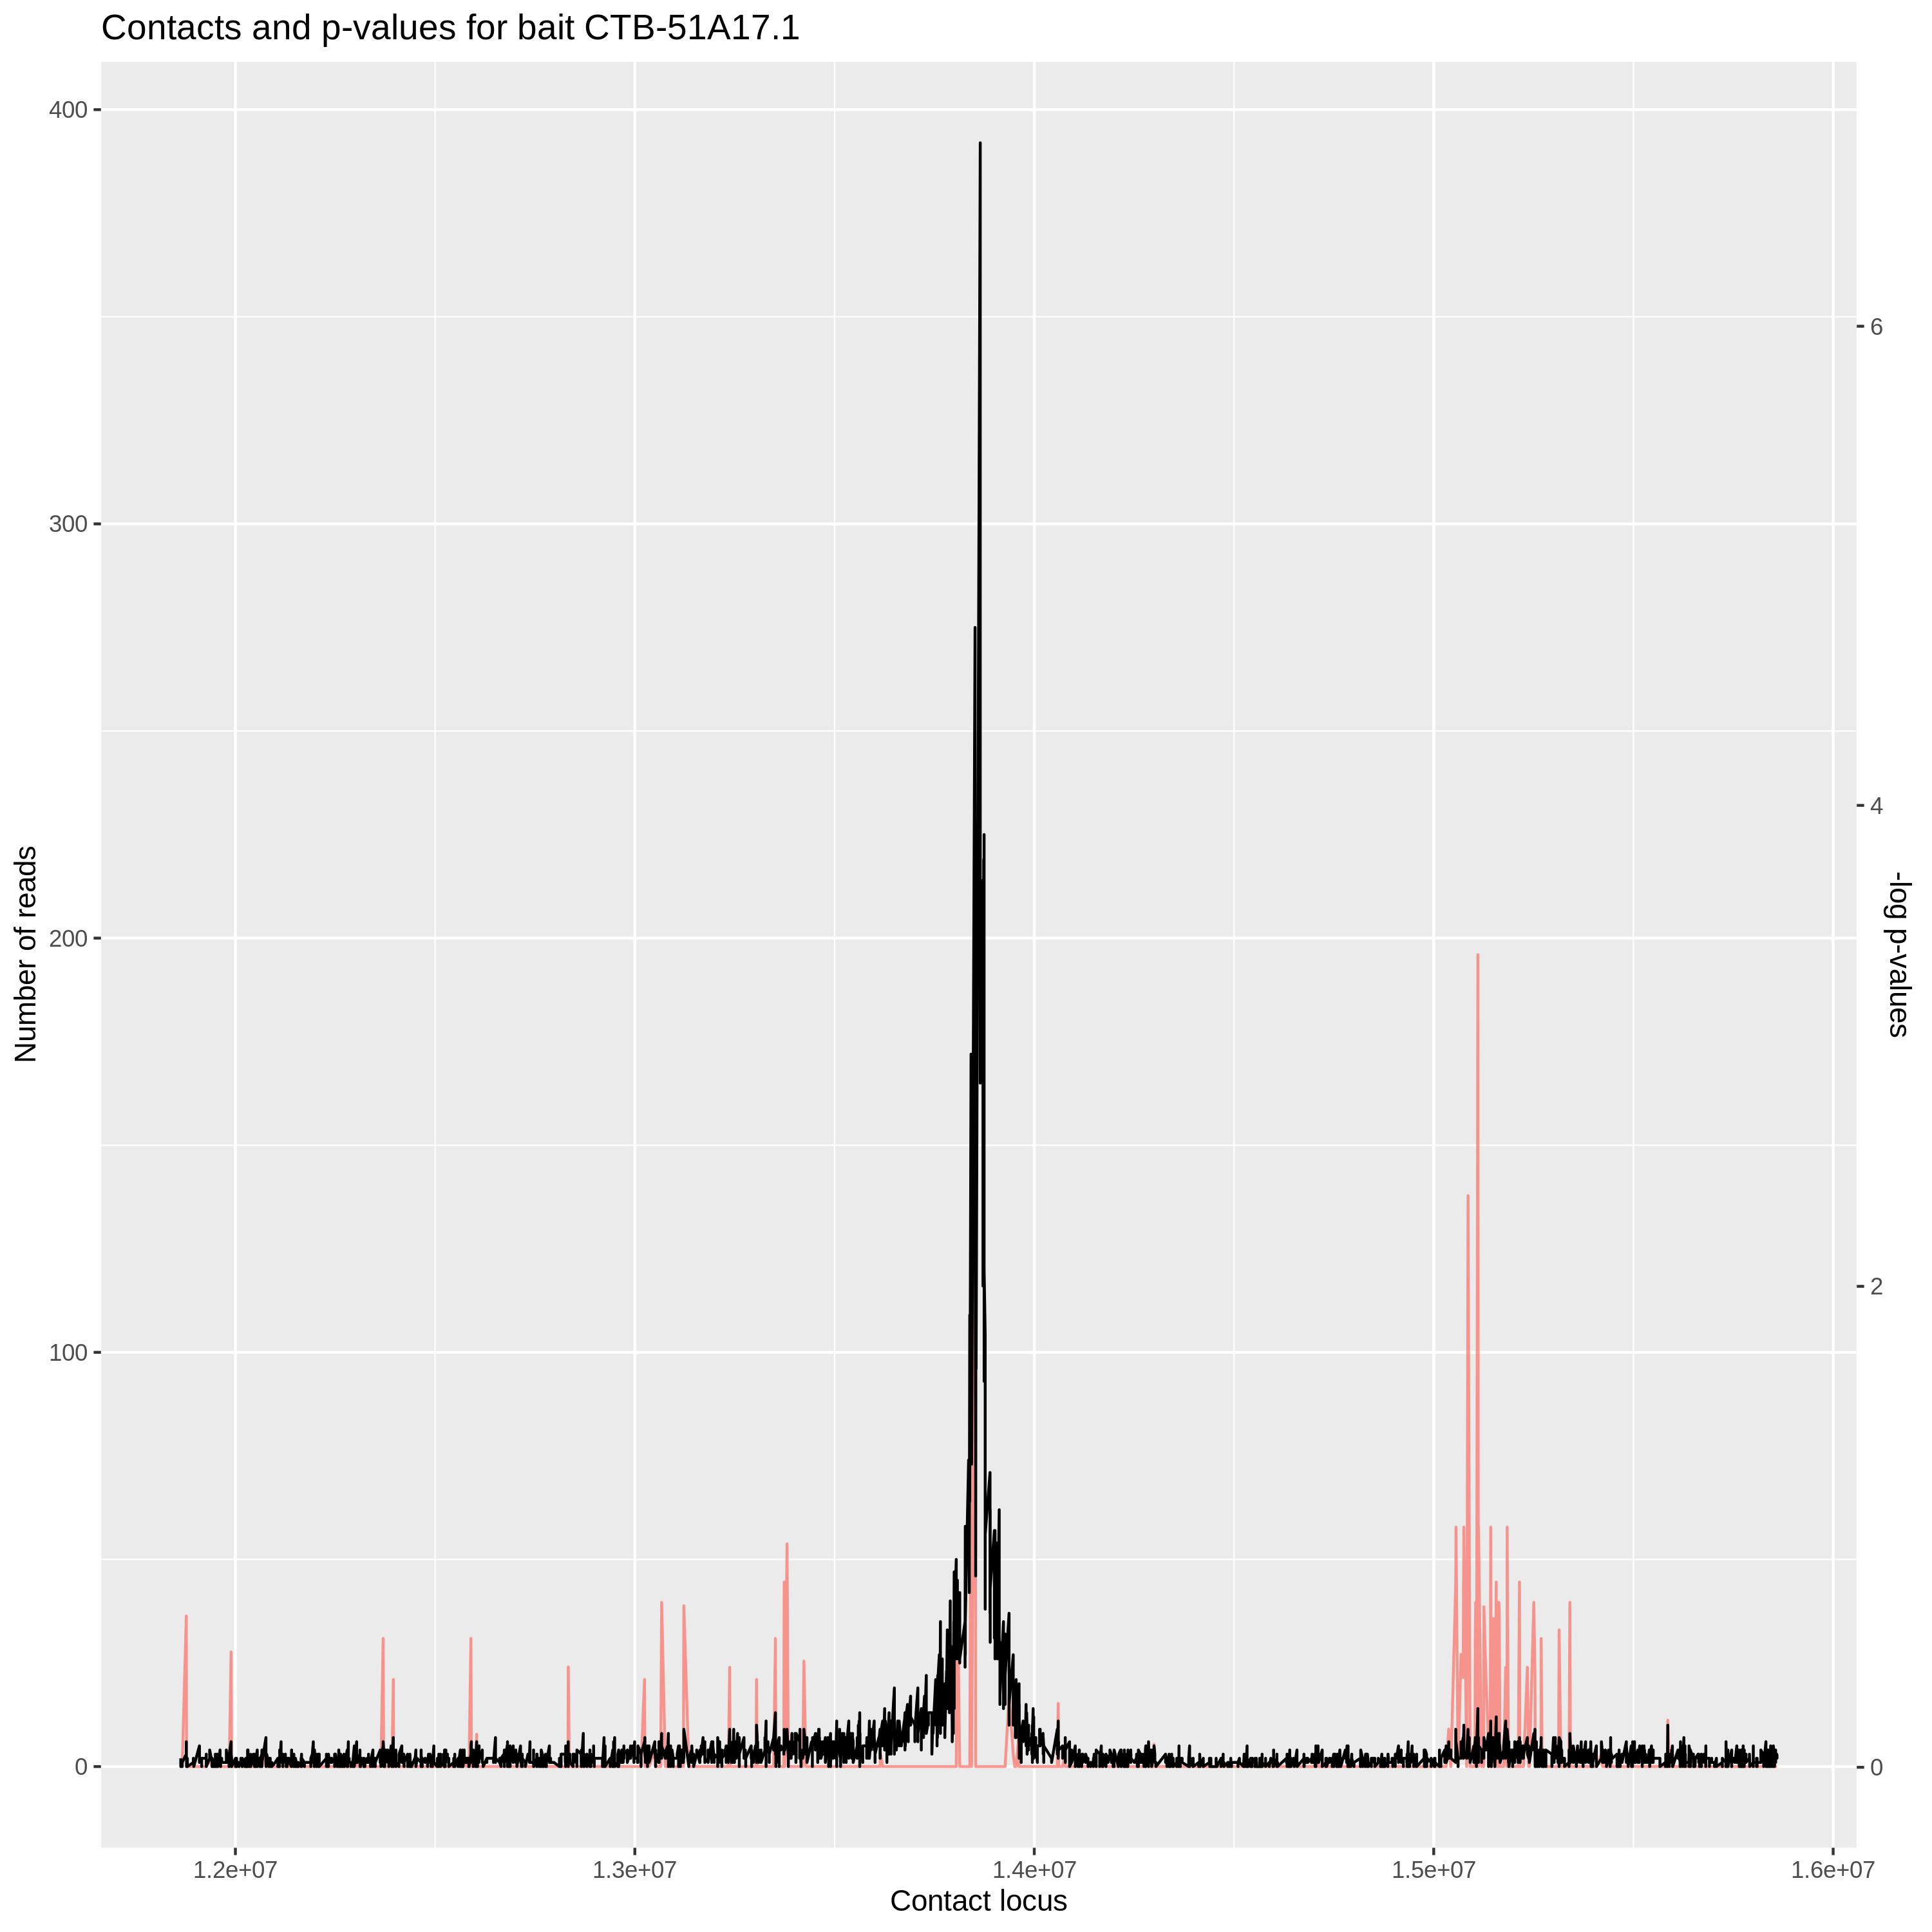 Contacts and p-values for bait CTB-51A17.1
400
300
200
100
0
Number of reads
6
4
2
0
-log p-values
1.2e+07
1.3e+07
1.4e+07
1.5e+07
1.6e+07
Contact locus